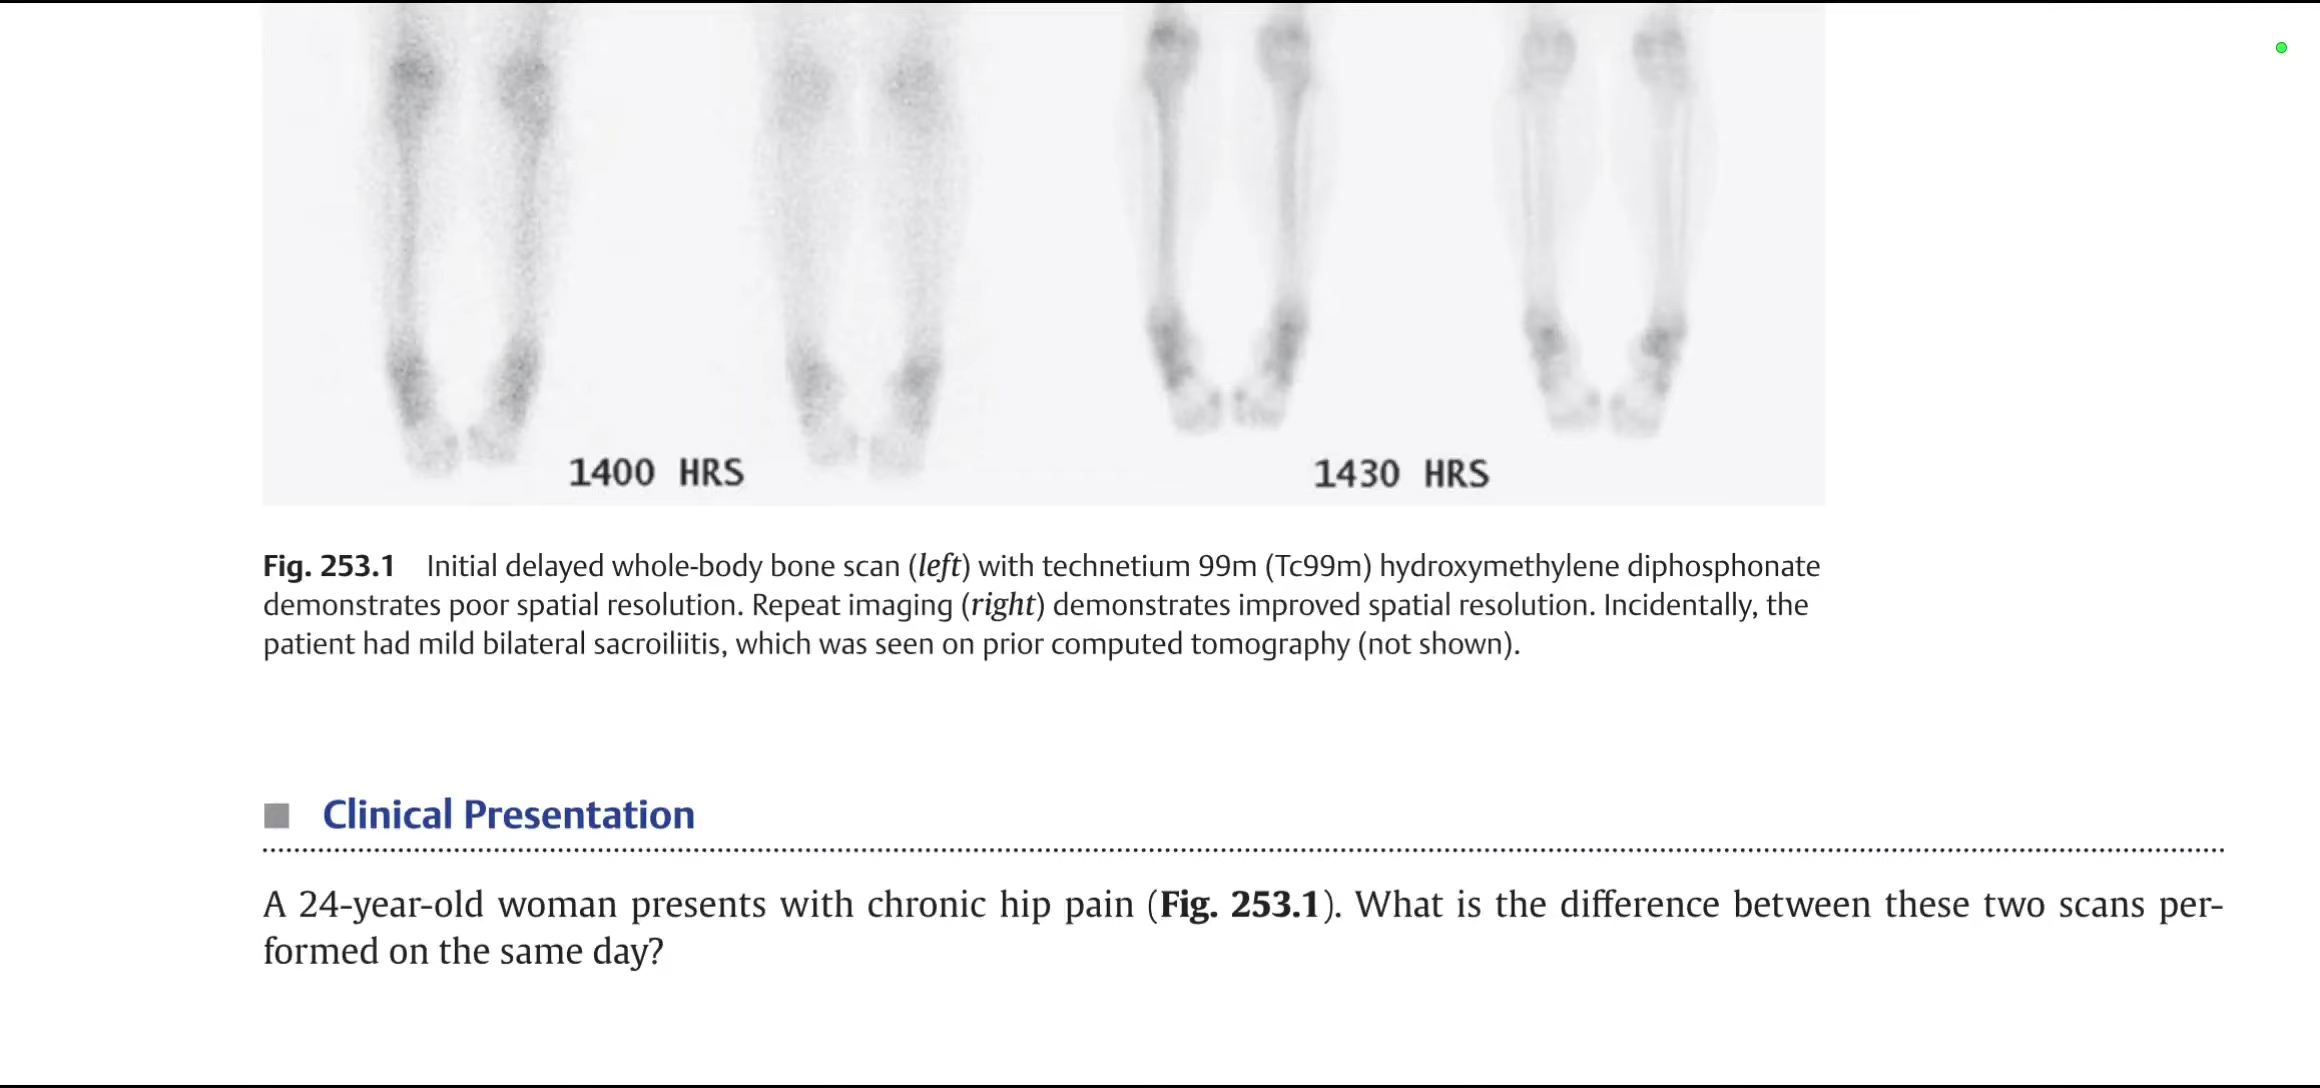 1400 HRS
1430 HRS
Fig. 253.1 Initial delayed whole-body bone scan (left) with technetium 99m (Tc99m) hydroxymethylene diphosphonate
demonstrates poor spatial resolution. Repeat imaging (right) demonstrates improved spatial resolution. Incidentally, the
patient had mild bilateral sacroiliitis, which was seen on prior computed tomography (not shown).
Clinical Presentation
A 24-year-old woman presents with chronic hip pain (Fig. 253.1). What is the difference between these two scans per-
formed on the same day?